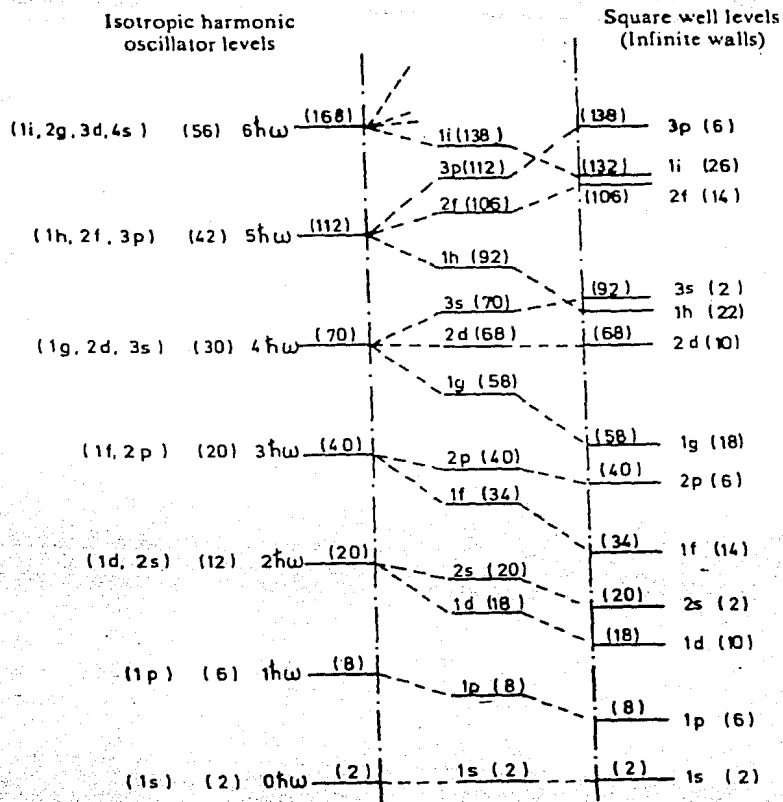 Isotropic harmonic
oscillator levels
Square well levels
(Infinite walls)
(1i, 2g, 3d, 4s) (56) 6ħω (168)
1i (138)
3p (112)
2f (106)
(138) 3p (6)
(132) 1i (26)
(106) 2f (14)
(1h, 2f, 3p) (42) 5ħω (112)
1h (92)
3s (70)
(92) 3s (2)
1h (22)
(1g, 2d, 3s) (30) 4ħω (70)
2d (68)
(68) 2d (10)
1g (58)
(58) 1g (18)
(1f, 2p) (20) 3ħω (40)
2p (40)
(40) 2p (6)
1f (34)
(34) 1f (14)
(1d, 2s) (12) 2ħω (20)
2s (20)
(20) 2s (2)
1d (18)
(18) 1d (10)
(1p) (6) 1ħω (8)
1p (8)
(8) 1p (6)
(1s) (2) 0ħω (2)
1s (2)
(2) 1s (2)